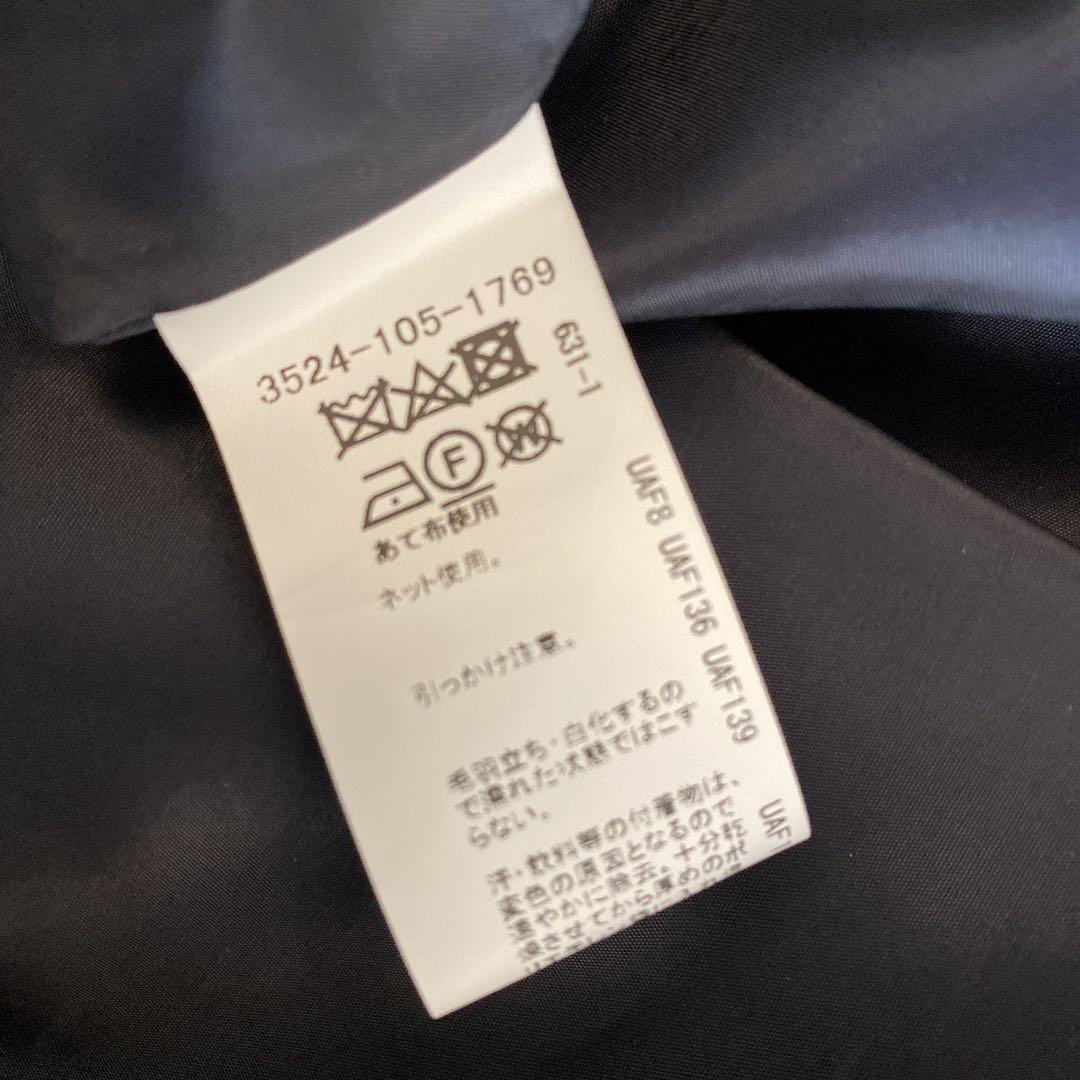 3524-105-1769
631-1
F
W
あて布使用
ネット使用。
引っかけ注意。
毛羽立ち・白化するの
で濡れた状態ではこす
らない。
汗・飲料等の付着物は、
変色の原因となるので
速やかに除去。十分乾
燥させてから厚めのポ
UAF8 UAF136 UAF139